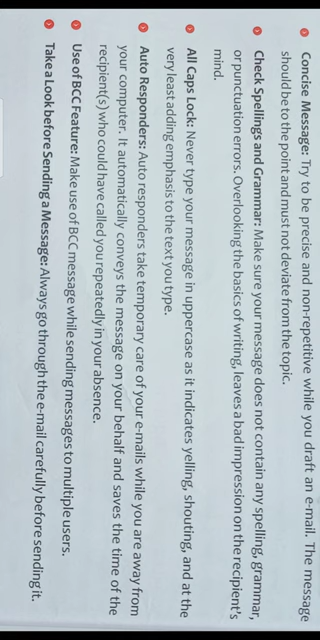 Concise Message: Try to be precise and non-repetitive while you draft an e-mail. The message
should be to the point and must not deviate from the topic.
Check Spellings and Grammar: Make sure your message does not contain any spelling, grammar,
or punctuation errors. Overlooking the basics of writing, leaves a bad impression on the recipient's
mind.
All Caps Lock: Never type your message in uppercase as it indicates yelling, shouting, and at the
very least adding emphasis to the text you type.
Auto Responders: Auto responders take temporary care of your e-mails while you are away from
your computer. It automatically conveys the message on your behalf and saves the time of the
recipient(s) who could have called you repeatedly in your absence.
Use of BCC Feature: Make use of BCC message while sending messages to multiple users.
Take a Look before Sending a Message: Always go through the e-mail carefully before sending it.